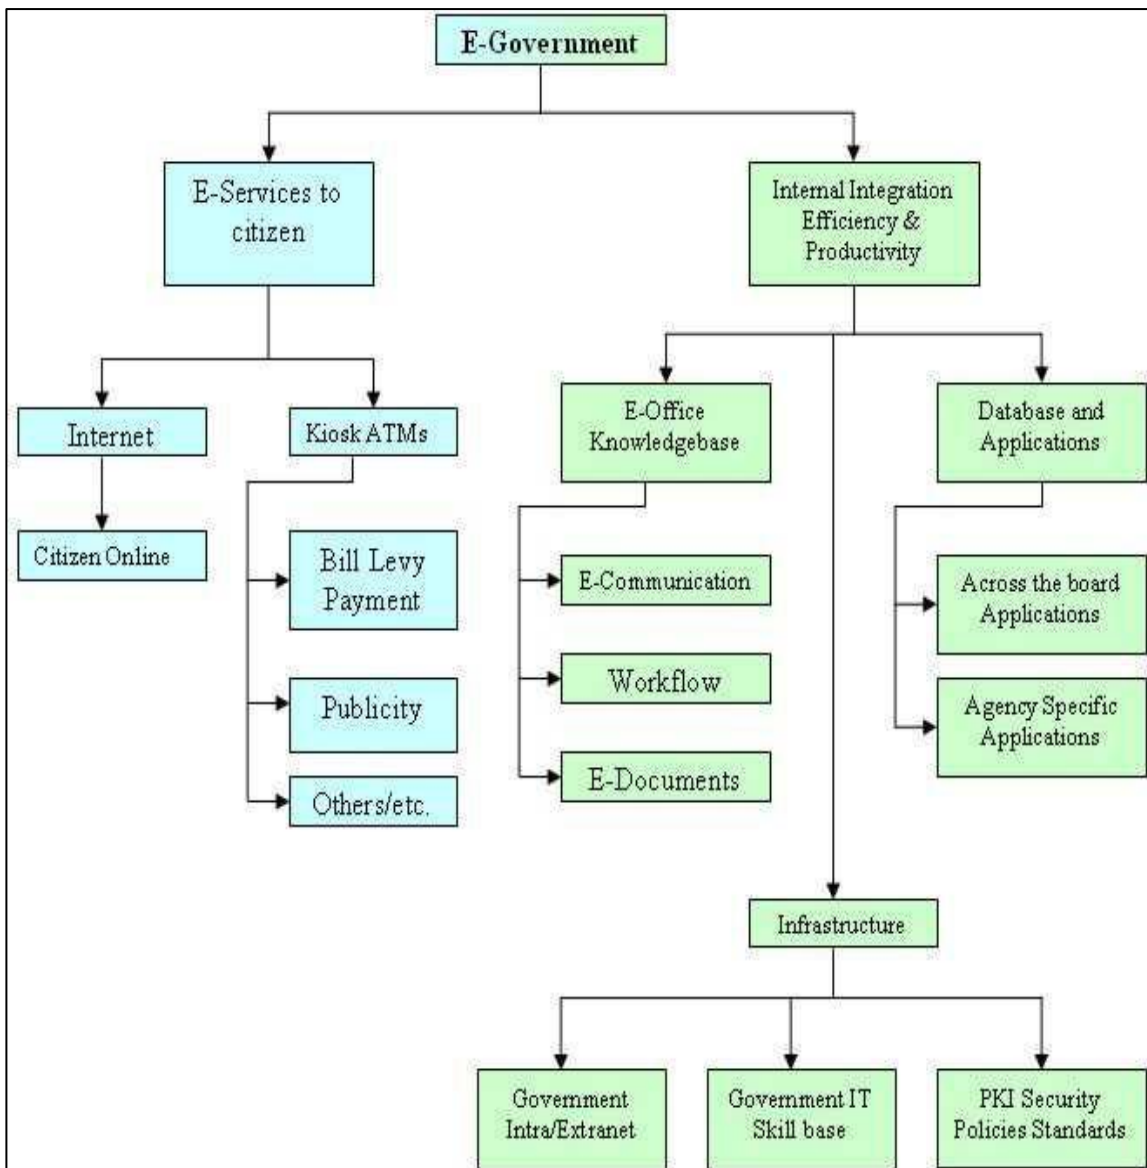 E-Government
E-Services to
citizen
Internal Integration
Efficiency &
Productivity
Internet
Kiosk ATMs
E-Office
Knowledgebase
Database and
Applications
Citizen Online
Bill Levy
Payment
Publicity
Others/etc.
E-Communication
Workflow
E-Documents
Across the board
Applications
Agency Specific
Applications
Infrastructure
Government
Intra/Extranet
Government IT
Skill base
PKI Security
Policies Standards